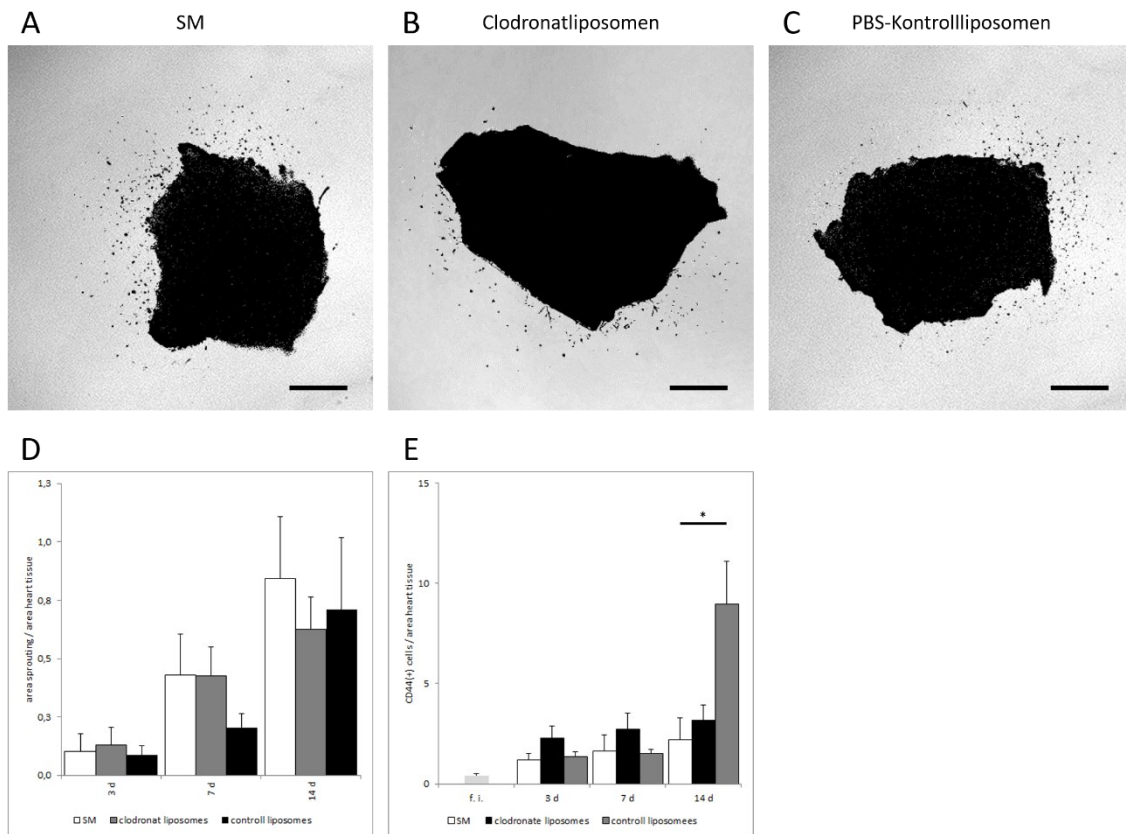 A SM
B Clodronatliposomen
C PBS-Kontrollliposomen
D
E
area sprouting / area heart tissue
1,3
1,0
0,8
0,5
0,3
0,0
3 d 7 d 14 d
SM clodronat liposomes controll liposomes
CD44(+) cells / area heart tissue
15
10
5
0
*
f. i. 3 d 7 d 14 d
SM clodronate liposomes controll liposomees